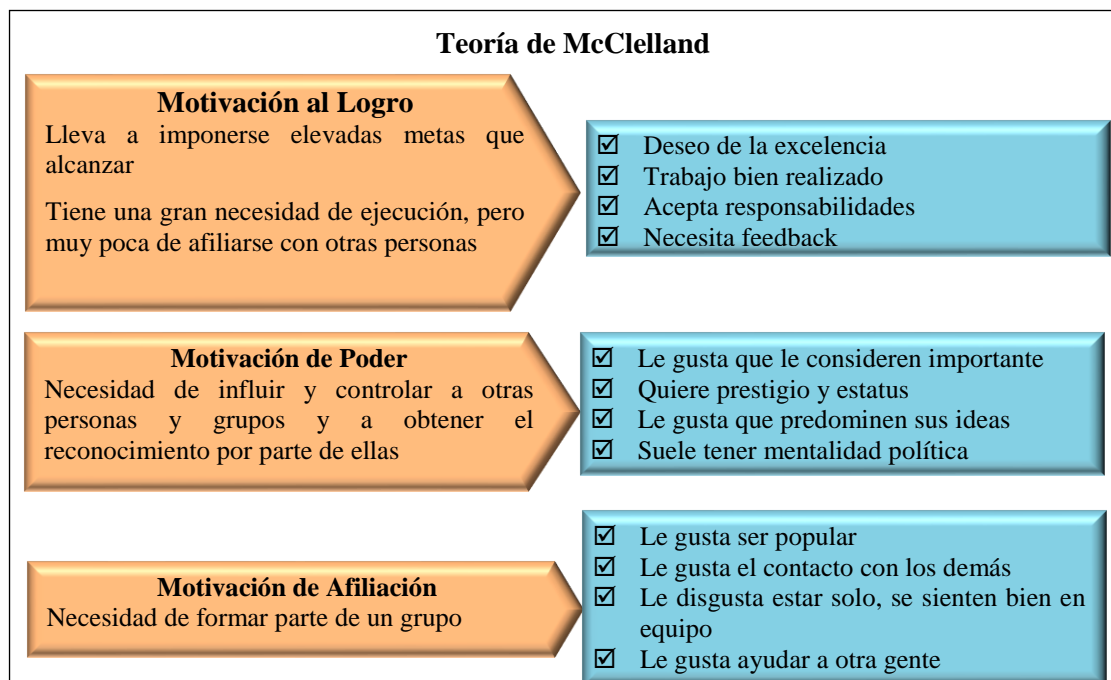 Teoría de McClelland
Motivación al Logro
Lleva a imponerse elevadas metas que
alcanzar
Tiene una gran necesidad de ejecución, pero
muy poca de afiliarse con otras personas
☑ Deseo de la excelencia
☑ Trabajo bien realizado
☑ Acepta responsabilidades
☑ Necesita feedback
Motivación de Poder
Necesidad de influir y controlar a otras
personas y grupos y a obtener el
reconocimiento por parte de ellas
☑ Le gusta que le consideren importante
☑ Quiere prestigio y estatus
☑ Le gusta que predominen sus ideas
☑ Suele tener mentalidad política
Motivación de Afiliación
Necesidad de formar parte de un grupo
☑ Le gusta ser popular
☑ Le gusta el contacto con los demás
☑ Le disgusta estar solo, se sienten bien en
equipo
☑ Le gusta ayudar a otra gente